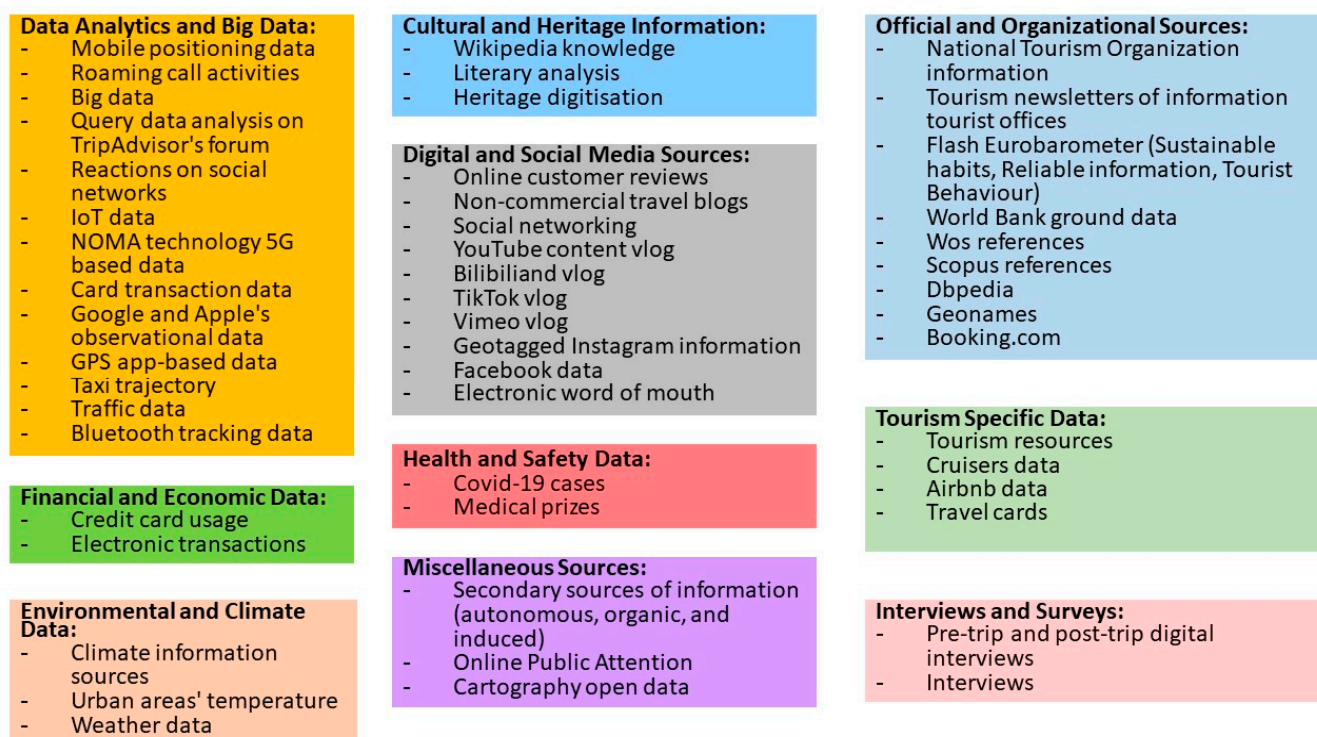 Data Analytics and Big Data:
- Mobile positioning data
- Roaming call activities
- Big data
- Query data analysis on
TripAdvisor's forum
- Reactions on social
networks
- IoT data
- NOMA technology 5G
based data
- Card transaction data
- Google and Apple's
observational data
- GPS app-based data
- Taxi trajectory
- Traffic data
- Bluetooth tracking data
Financial and Economic Data:
- Credit card usage
- Electronic transactions
Environmental and Climate
Data:
- Climate information
sources
- Urban areas' temperature
- Weather data
Cultural and Heritage Information:
- Wikipedia knowledge
- Literary analysis
- Heritage digitisation
Digital and Social Media Sources:
- Online customer reviews
- Non-commercial travel blogs
- Social networking
- YouTube content vlog
- Bilibiliand vlog
- TikTok vlog
- Vimeo vlog
- Geotagged Instagram information
- Facebook data
- Electronic word of mouth
Health and Safety Data:
- Covid-19 cases
- Medical prizes
Miscellaneous Sources:
- Secondary sources of information
(autonomous, organic, and
induced)
- Online Public Attention
- Cartography open data
Official and Organizational Sources:
- National Tourism Organization
information
- Tourism newsletters of information
tourist offices
- Flash Eurobarometer (Sustainable
habits, Reliable information, Tourist
Behaviour)
- World Bank ground data
- Wos references
- Scopus references
- Dbpedia
- Geonames
- Booking.com
Tourism Specific Data:
- Tourism resources
- Cruisers data
- Airbnb data
- Travel cards
Interviews and Surveys:
- Pre-trip and post-trip digital
interviews
- Interviews